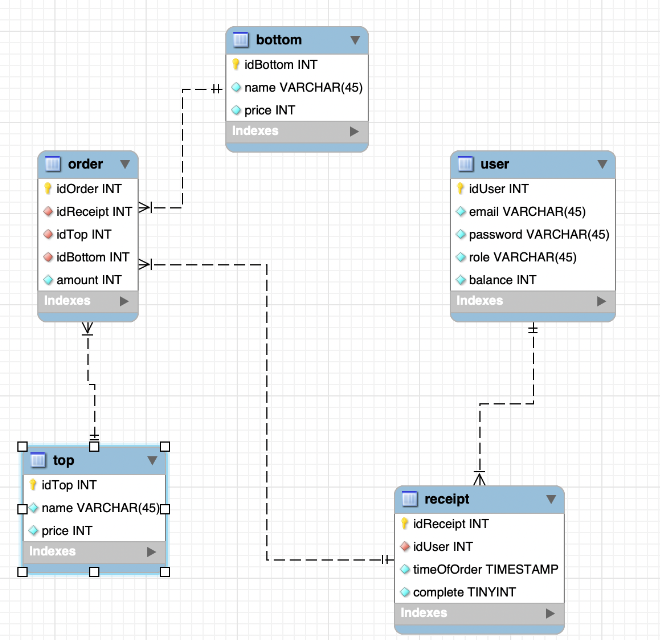 bottom
idBottom INT
name VARCHAR(45)
price INT
Indexes
order
idOrder INT
idReceipt INT
idTop INT
idBottom INT
amount INT
Indexes
user
idUser INT
email VARCHAR(45)
password VARCHAR(45)
role VARCHAR(45)
balance INT
Indexes
top
idTop INT
name VARCHAR(45)
price INT
Indexes
receipt
idReceipt INT
idUser INT
timeOfOrder TIMESTAMP
complete TINYINT
Indexes